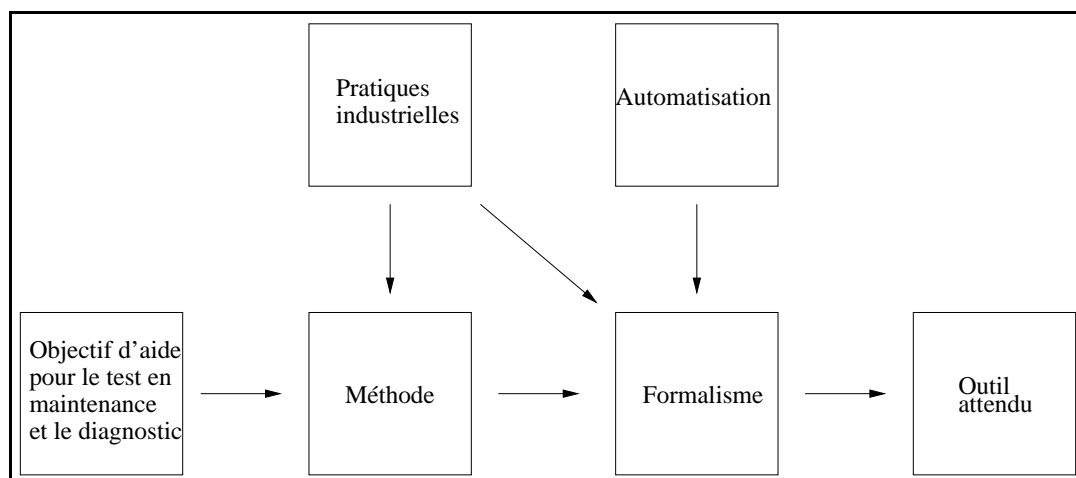 Pratiques
industrielles
Automatisation
Objectif d'aide
pour le test en
maintenance
et le diagnostic
Méthode
Formalisme
Outil
attendu